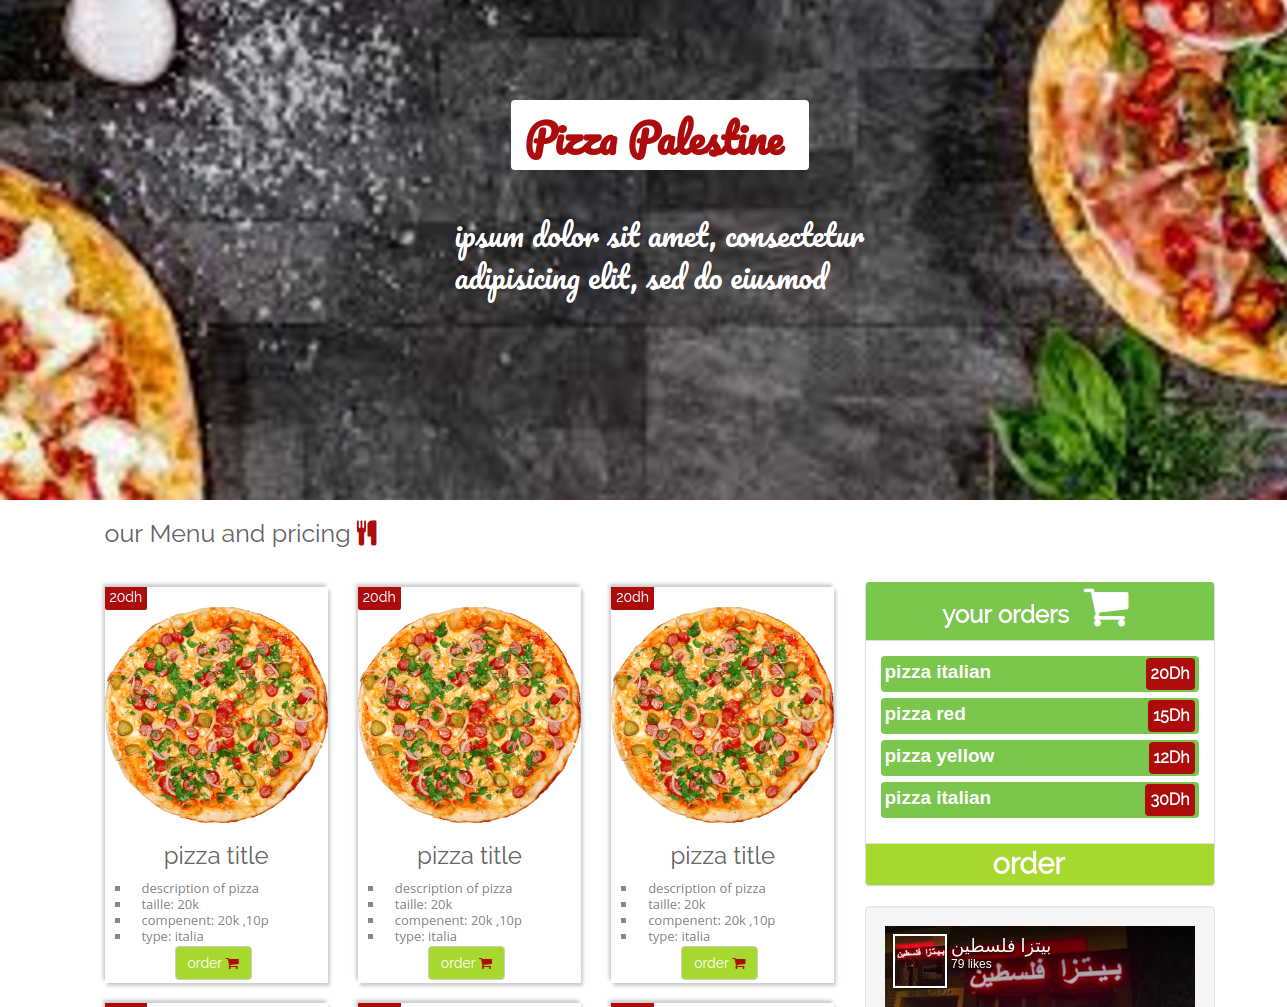 Pizza Palestine
ipsum dolor sit amet, consectetur
adipisicing elit, sed do eiusmod
our Menu and pricing
20dh
pizza title
description of pizza
taille: 20k
compenent: 20k ,10p
type: italia
order
20dh
pizza title
description of pizza
taille: 20k
compenent: 20k ,10p
type: italia
order
20dh
pizza title
description of pizza
taille: 20k
compenent: 20k ,10p
type: italia
order
your orders
pizza italian 20Dh
pizza red 15Dh
pizza yellow 12Dh
pizza italian 30Dh
order
بيتزا فلسطين
79 likes
بيتزا فلسطين
بيتزا فلسطين